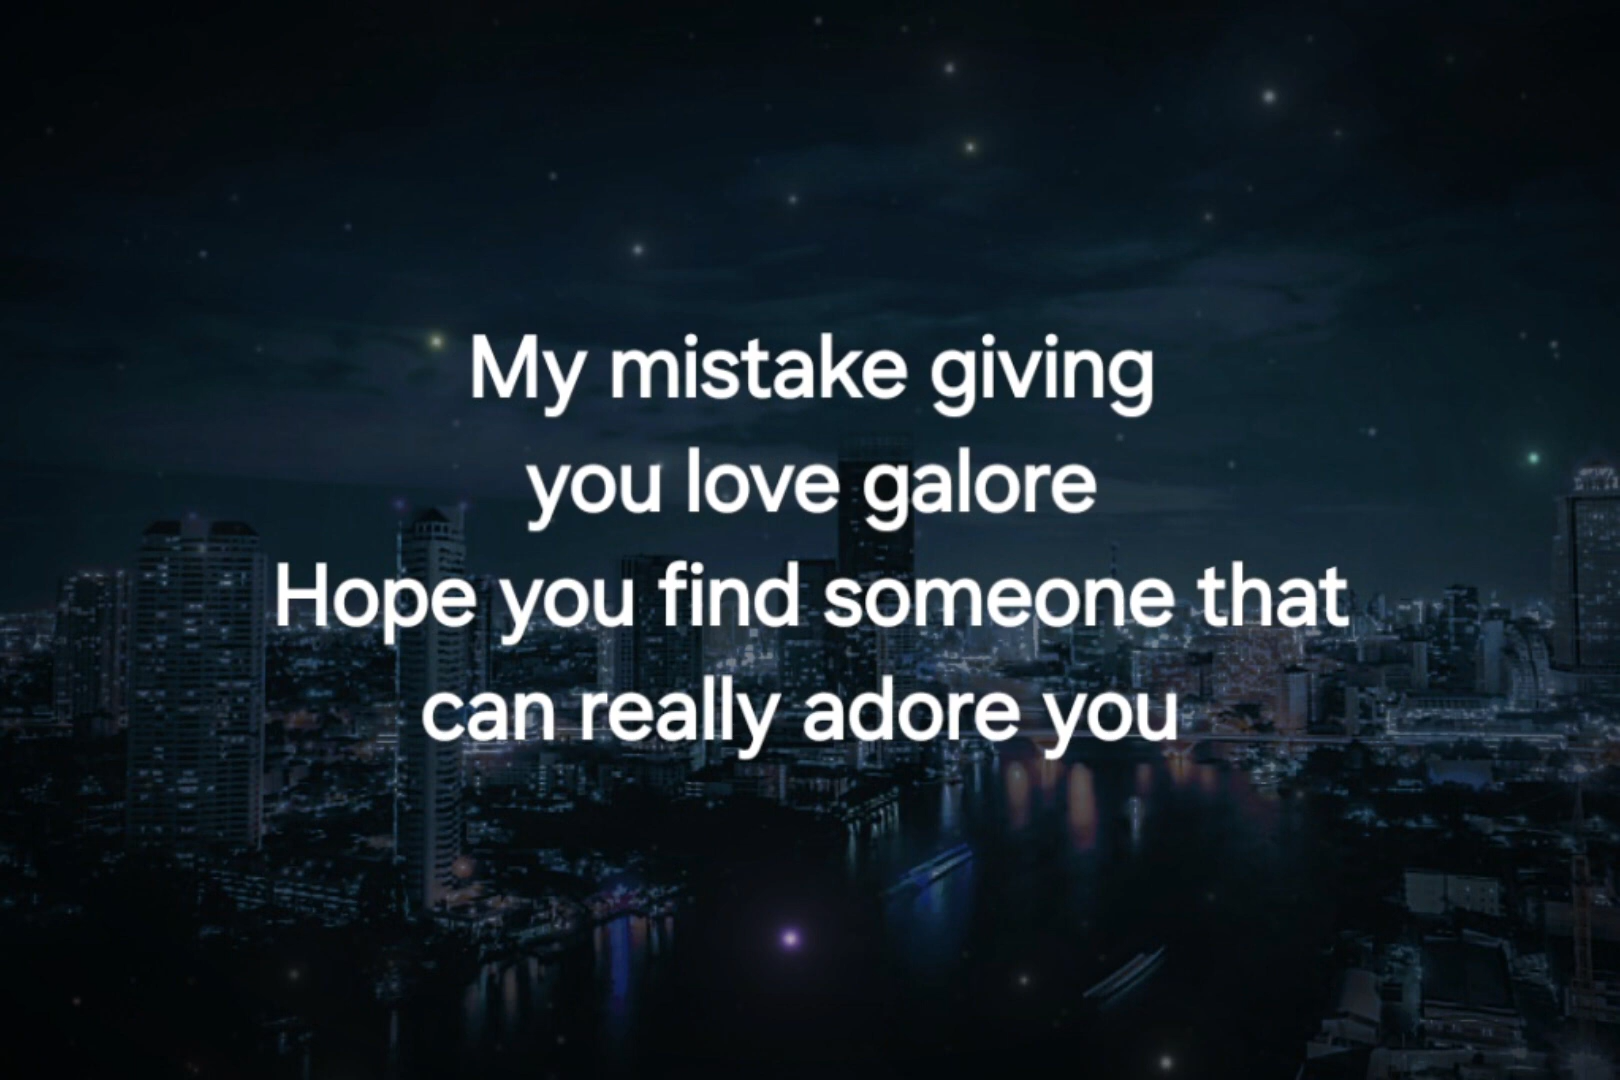 My mistake giving
you love galore
Hope you find someone that
can really adore you